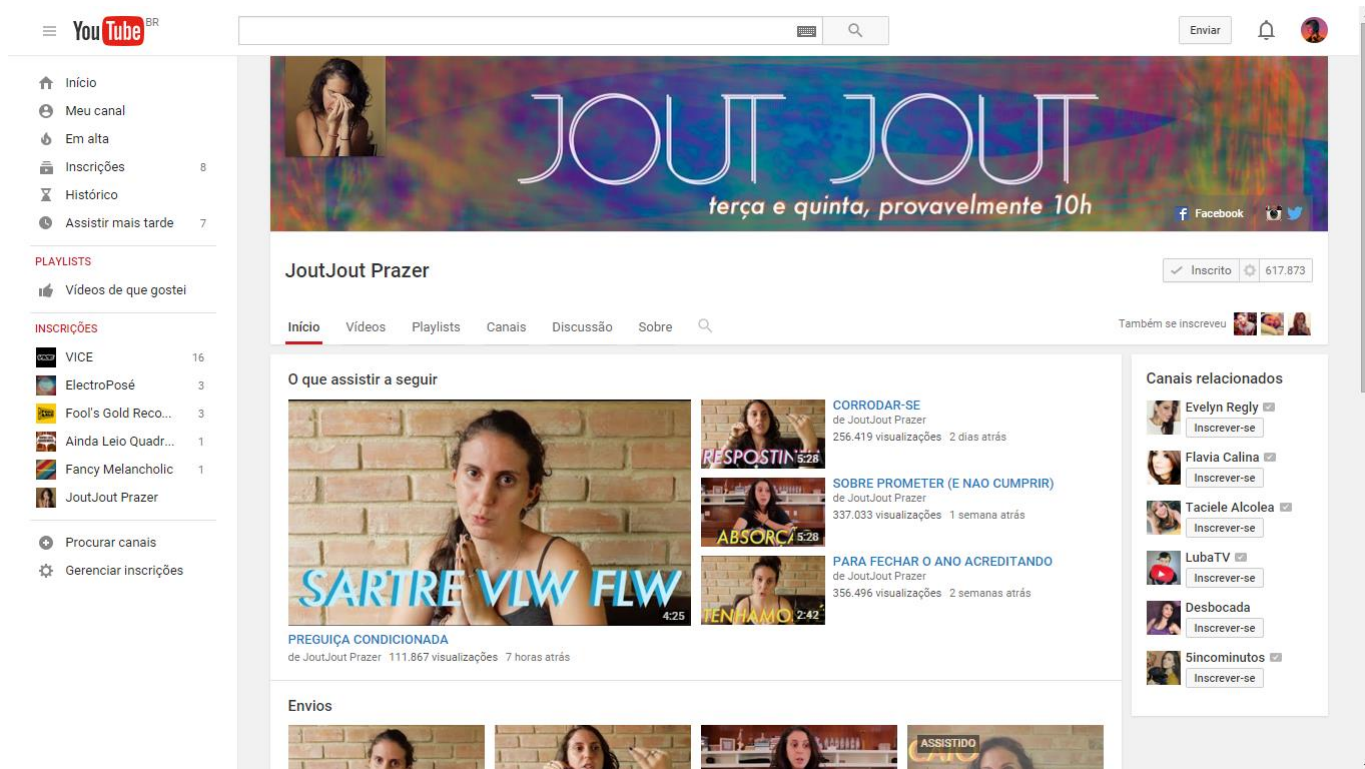 YouTube BR
Enviar
Início
Meu canal
Em alta
Inscrições 8
Histórico
Assistir mais tarde 7
PLAYLISTS
Vídeos de que gostei
INSCRIÇÕES
VICE 16
ElectroPosé 3
Fool's Gold Reco... 3
Ainda Leio Quadr... 1
Fancy Melancholic 1
JoutJout Prazer
Procurar canais
Gerenciar inscrições
JOUT JOUT
terça e quinta, provavelmente 10h
Facebook
JoutJout Prazer
Inscrito 617.873
Início Vídeos Playlists Canais Discussão Sobre
Também se inscreveu
O que assistir a seguir
SARTRE VLW FLW
4:25
PREGUIÇA CONDICIONADA
de JoutJout Prazer 111.867 visualizações 7 horas atrás
RESPOSTIN
5:28
CORRODAR-SE
de JoutJout Prazer
256.419 visualizações 2 dias atrás
ABSORÇ
5:28
SOBRE PROMETER (E NAO CUMPRIR)
de JoutJout Prazer
337.033 visualizações 1 semana atrás
TENHAMO
2:42
PARA FECHAR O ANO ACREDITANDO
de JoutJout Prazer
356.496 visualizações 2 semanas atrás
Envios
ASSISTIDO
CAIO
Canais relacionados
Evelyn Regly
Inscrever-se
Flavia Calina
Inscrever-se
Taciele Alcolea
Inscrever-se
LubaTV
Inscrever-se
Desbocada
Inscrever-se
5incominutos
Inscrever-se